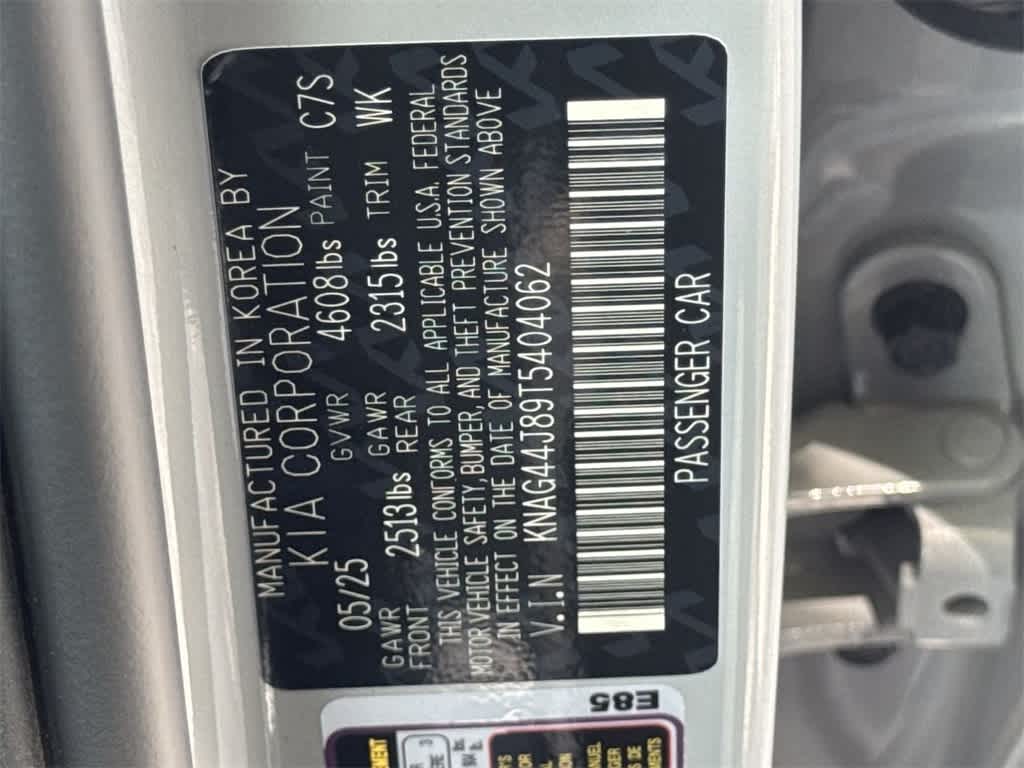 MANUFACTURED IN KOREA BY
KIA CORPORATION
05/25 GVWR 4608lbs PAINT C7S
GAWR FRONT 2513lbs GAWR REAR 2315lbs TRIM WK
THIS VEHICLE CONFORMS TO ALL APPLICABLE U.S.A. FEDERAL
MOTOR VEHICLE SAFETY, BUMPER, AND THEFT PREVENTION STANDARDS
IN EFFECT ON THE DATE OF MANUFACTURE SHOWN ABOVE
V.I.N KNAG44J89T5404062
PASSENGER CAR
E85